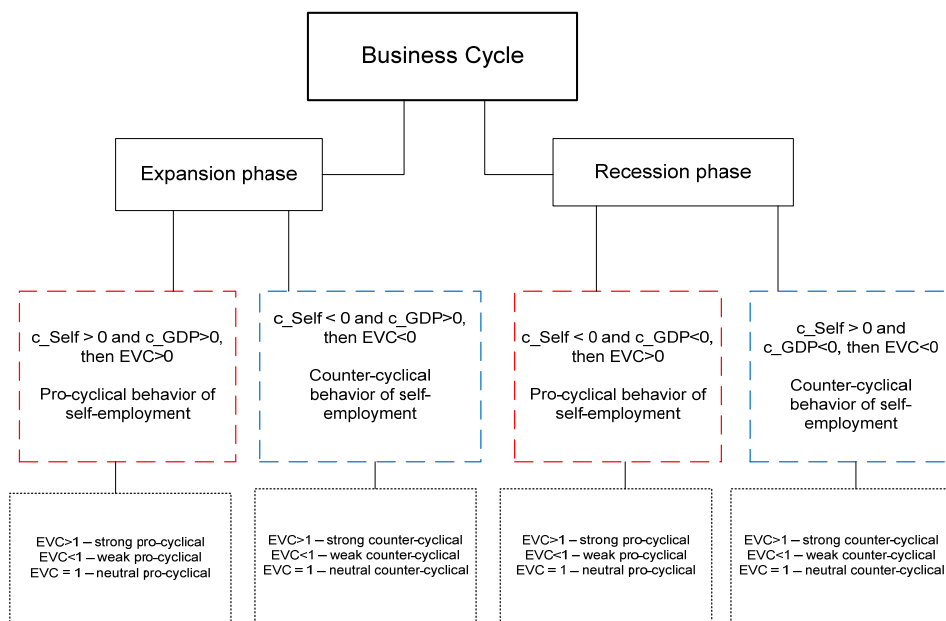 Business Cycle
Expansion phase
Recession phase
c_Self > 0 and c_GDP>0,
then EVC>0
Pro-cyclical behavior of
self-employment
c_Self < 0 and c_GDP>0,
then EVC<0
Counter-cyclical
behavior of self-
employment
c_Self < 0 and c_GDP<0,
then EVC>0
Pro-cyclical behavior of
self-employment
c_Self > 0 and
c_GDP<0, then EVC<0
Counter-cyclical
behavior of self-
employment
EVC>1 – strong pro-cyclical
EVC<1 – weak pro-cyclical
EVC = 1 – neutral pro-cyclical
EVC>1 – strong counter-cyclical
EVC<1 – weak counter-cyclical
EVC = 1 – neutral counter-cyclical
EVC>1 – strong pro-cyclical
EVC<1 – weak pro-cyclical
EVC = 1 – neutral pro-cyclical
EVC>1 – strong counter-cyclical
EVC<1 – weak counter-cyclical
EVC = 1 – neutral counter-cyclical